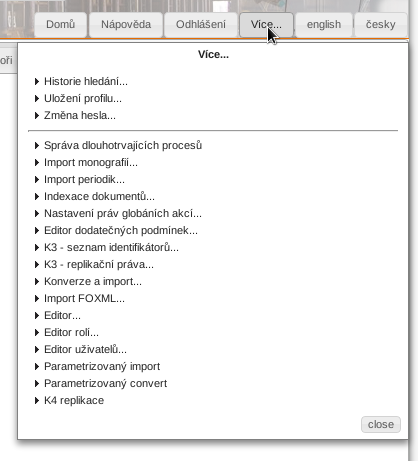 Domů Nápověda Odhlášení Více... english česky
oři
Více...
Historie hledání...
Uložení profilu...
Změna hesla...
Správa dlouhotrvajících procesů
Import monografií...
Import periodik...
Indexace dokumentů...
Nastavení práv globáních akcí...
Editor dodatečných podmínek...
K3 - seznam identifikátorů...
K3 - replikační práva...
Konverze a import...
Import FOXML...
Editor...
Editor rolí...
Editor uživatelů...
Parametrizovaný import
Parametrizovaný convert
K4 replikace
close